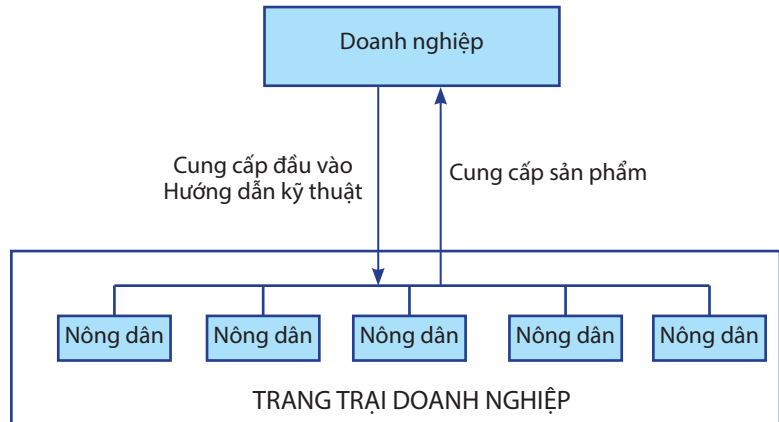 Doanh nghiệp
Cung cấp đầu vào
Hướng dẫn kỹ thuật
Cung cấp sản phẩm
Nông dân
Nông dân
Nông dân
Nông dân
Nông dân
TRANG TRẠI DOANH NGHIỆP